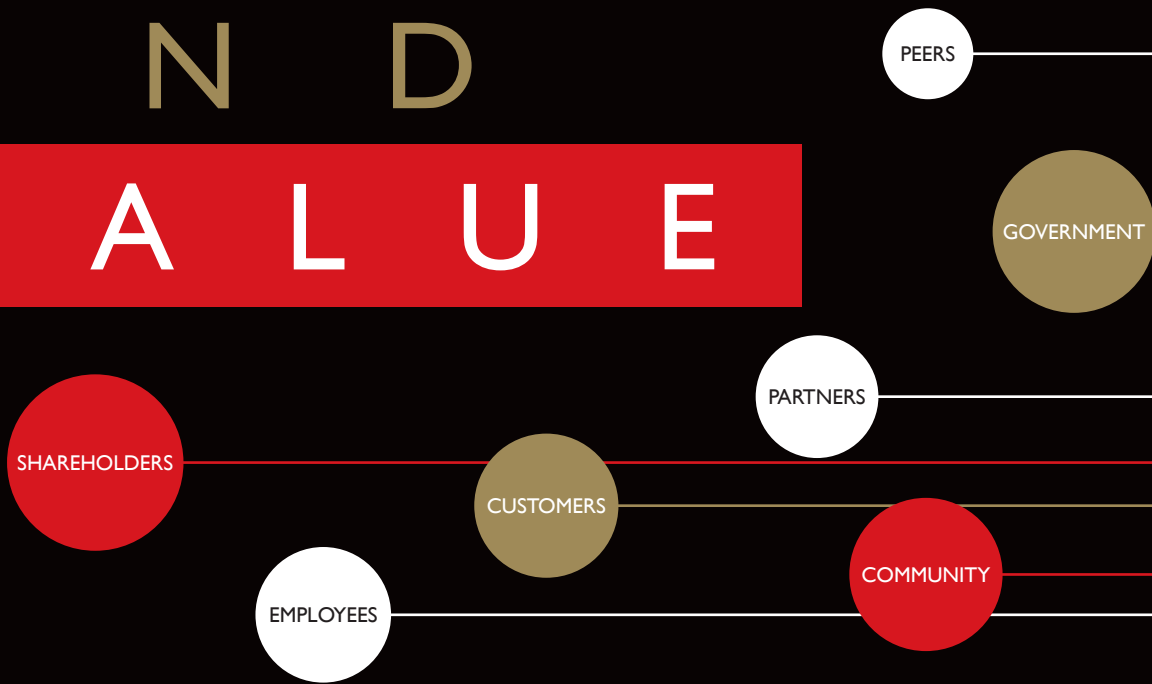 N D
PEERS
A L U E
GOVERNMENT
PARTNERS
SHAREHOLDERS
CUSTOMERS
COMMUNITY
EMPLOYEES